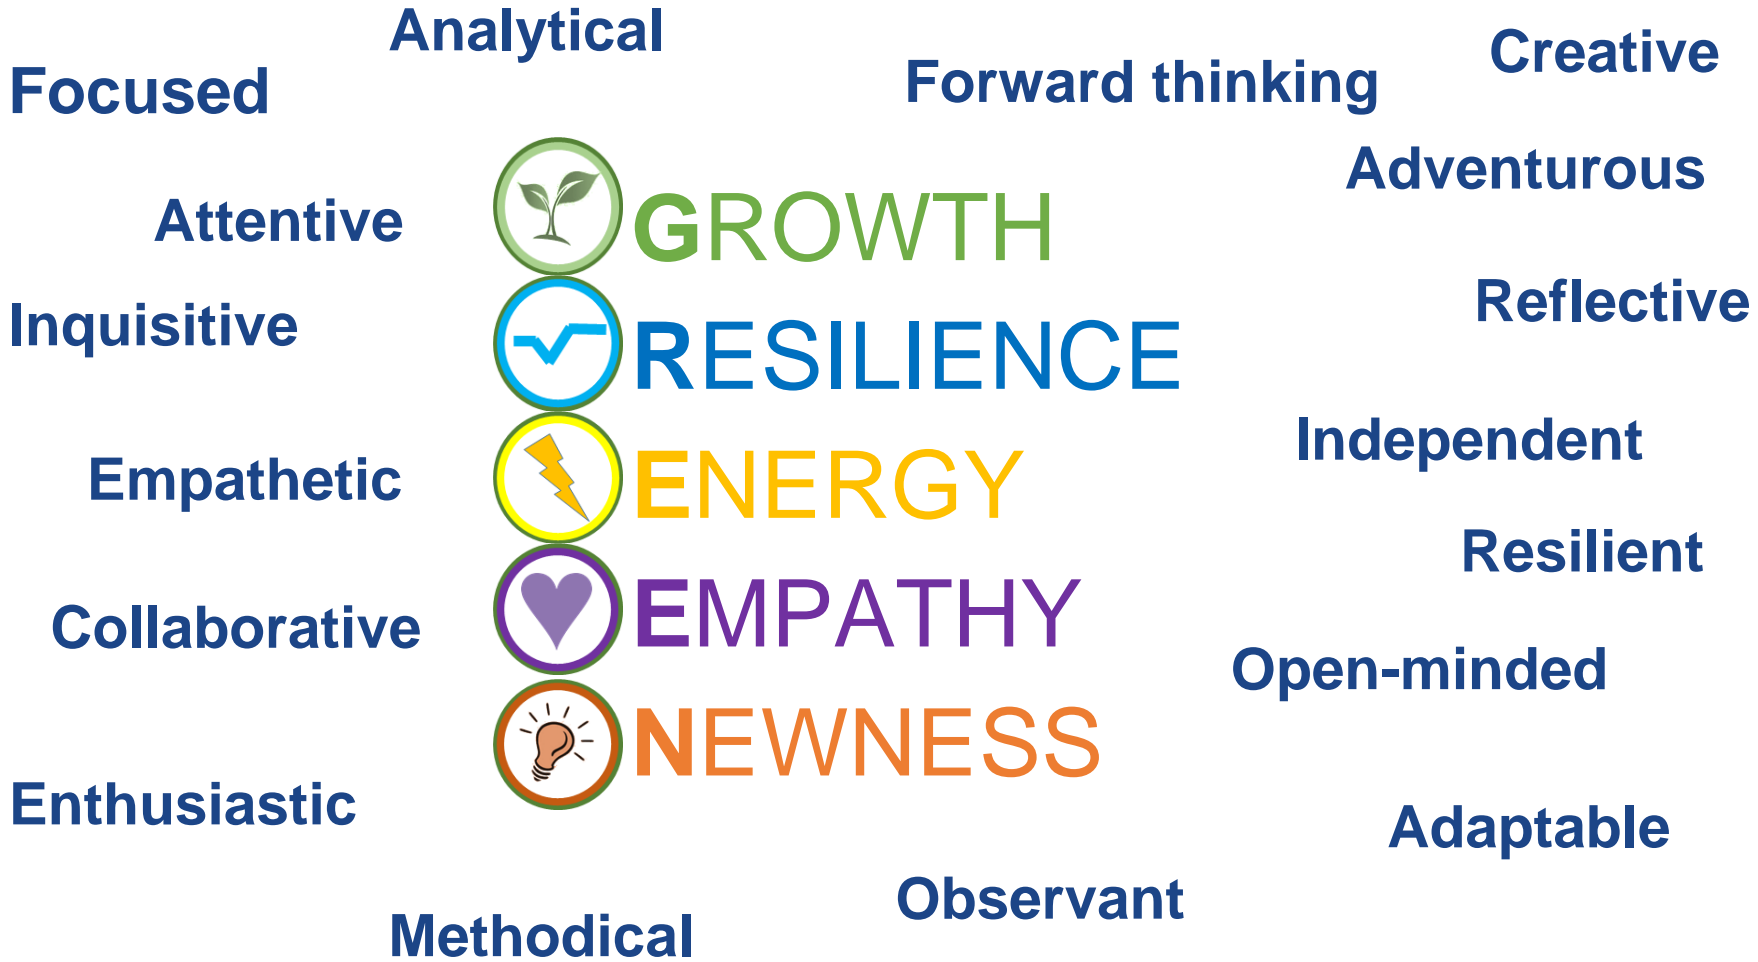 Analytical
Creative
Forward thinking
Focused
Adventurous
Attentive
GROWTH
Reflective
Inquisitive
RESILIENCE
Independent
Empathetic
ENERGY
Resilient
Collaborative
EMPATHY
Open-minded
NEWNESS
Enthusiastic
Adaptable
Observant
Methodical